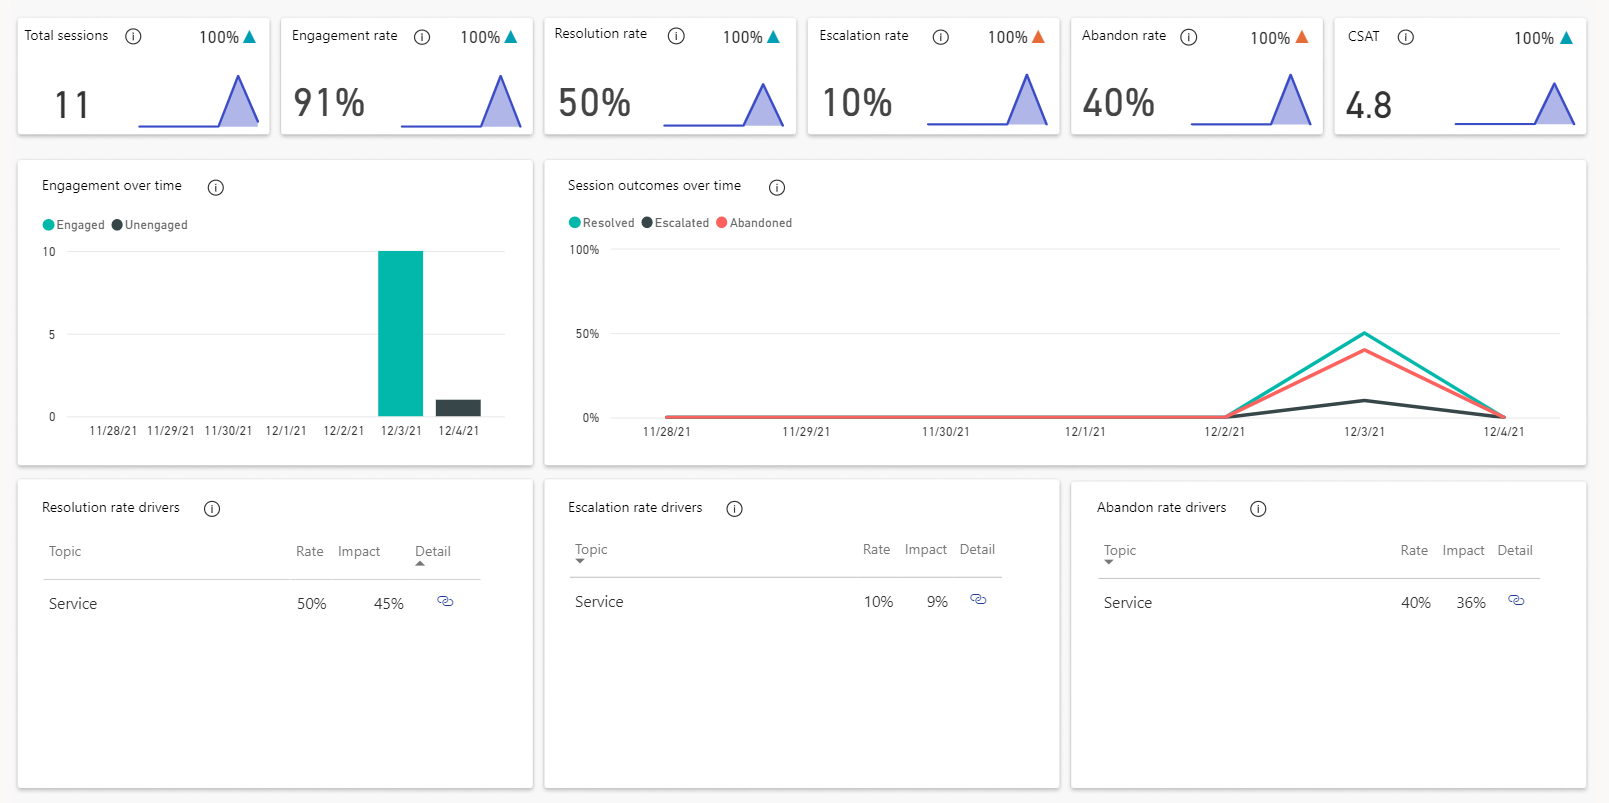 Total sessions 100%
11
Engagement rate 100%
91%
Resolution rate 100%
50%
Escalation rate 100%
10%
Abandon rate 100%
40%
CSAT 100%
4.8
Engagement over time
Engaged Unengaged
10
5
0
11/28/21 11/29/21 11/30/21 12/1/21 12/2/21 12/3/21 12/4/21
Session outcomes over time
Resolved Escalated Abandoned
100%
50%
0%
11/28/21 11/29/21 11/30/21 12/1/21 12/2/21 12/3/21 12/4/21
Resolution rate drivers
Topic Rate Impact Detail
Service 50% 45%
Escalation rate drivers
Topic Rate Impact Detail
Service 10% 9%
Abandon rate drivers
Topic Rate Impact Detail
Service 40% 36%